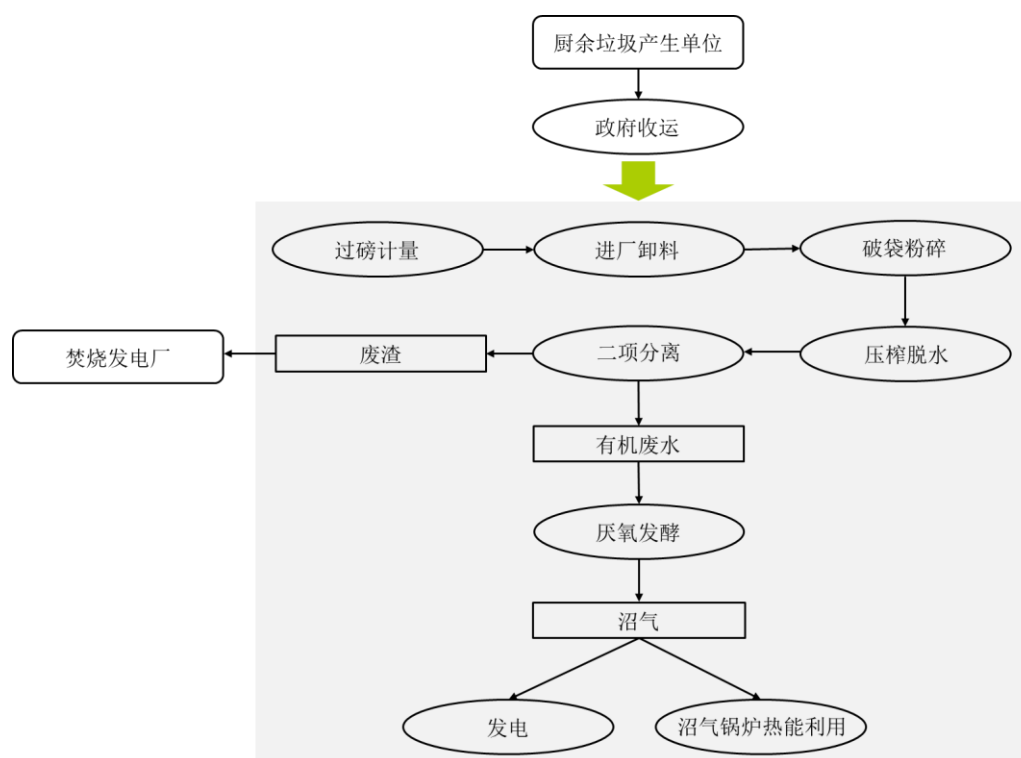 厨余垃圾产生单位
政府收运
过磅计量
进厂卸料
破袋粉碎
焚烧发电厂
废渣
二项分离
压榨脱水
有机废水
厌氧发酵
沼气
发电
沼气锅炉热能利用